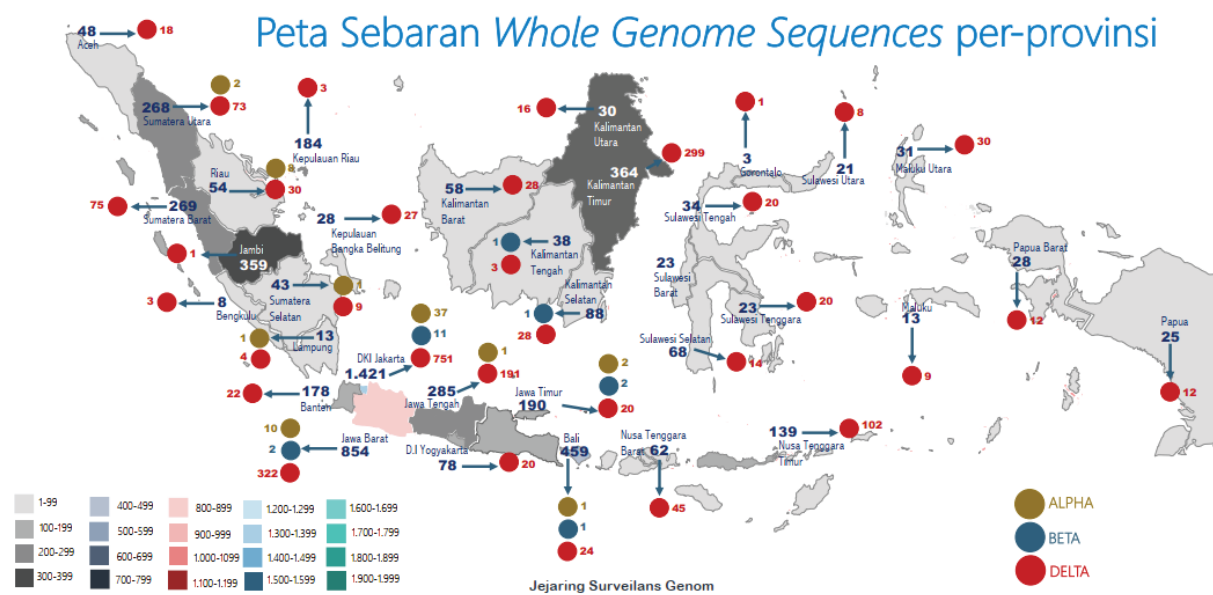 Peta Sebaran Whole Genome Sequences per-provinsi
48
Aceh
18
268
Sumatera Utara
2
73
3
184
Kepulauan Riau
Riau
54
8
30
75
269
Sumatera Barat
28
Kepulauan
Bangka Belitung
27
1
Jambi
359
43
Sumatera
Selatan
1
9
3
8
Bengkulu
1
13
Lampung
4
16
30
Kalimantan
Utara
364
Kalimantan
Timur
299
58
Kalimantan
Barat
28
1
38
Kalimantan
Tengah
3
Kalimantan
Selatan
1
88
28
1
3
Gorontalo
8
21
Sulawesi Utara
34
Sulawesi Tengah
20
23
Sulawesi
Barat
23
Sulawesi
Tenggara
20
Sulawesi Selatan
68
14
31
Maluku Utara
30
Maluku
13
9
Papua Barat
28
12
Papua
25
12
DKI Jakarta
1.421
37
11
751
22
178
Banten
10
2
322
Jawa Barat
854
285
Jawa Tengah
1
191
D.I Yogyakarta
78
20
Jawa Timur
190
2
2
20
Bali
459
1
1
24
Nusa Tenggara
Barat
62
45
139
Nusa Tenggara
Timur
102
1-99
100-199
200-299
300-399
400-499
500-599
600-699
700-799
800-899
900-999
1.000-1099
1.100-1.199
1.200-1.299
1.300-1.399
1.400-1.499
1.500-1.599
1.600-1.699
1.700-1.799
1.800-1.899
1.900-1.999
ALPHA
BETA
DELTA
Jejaring Surveilans Genom